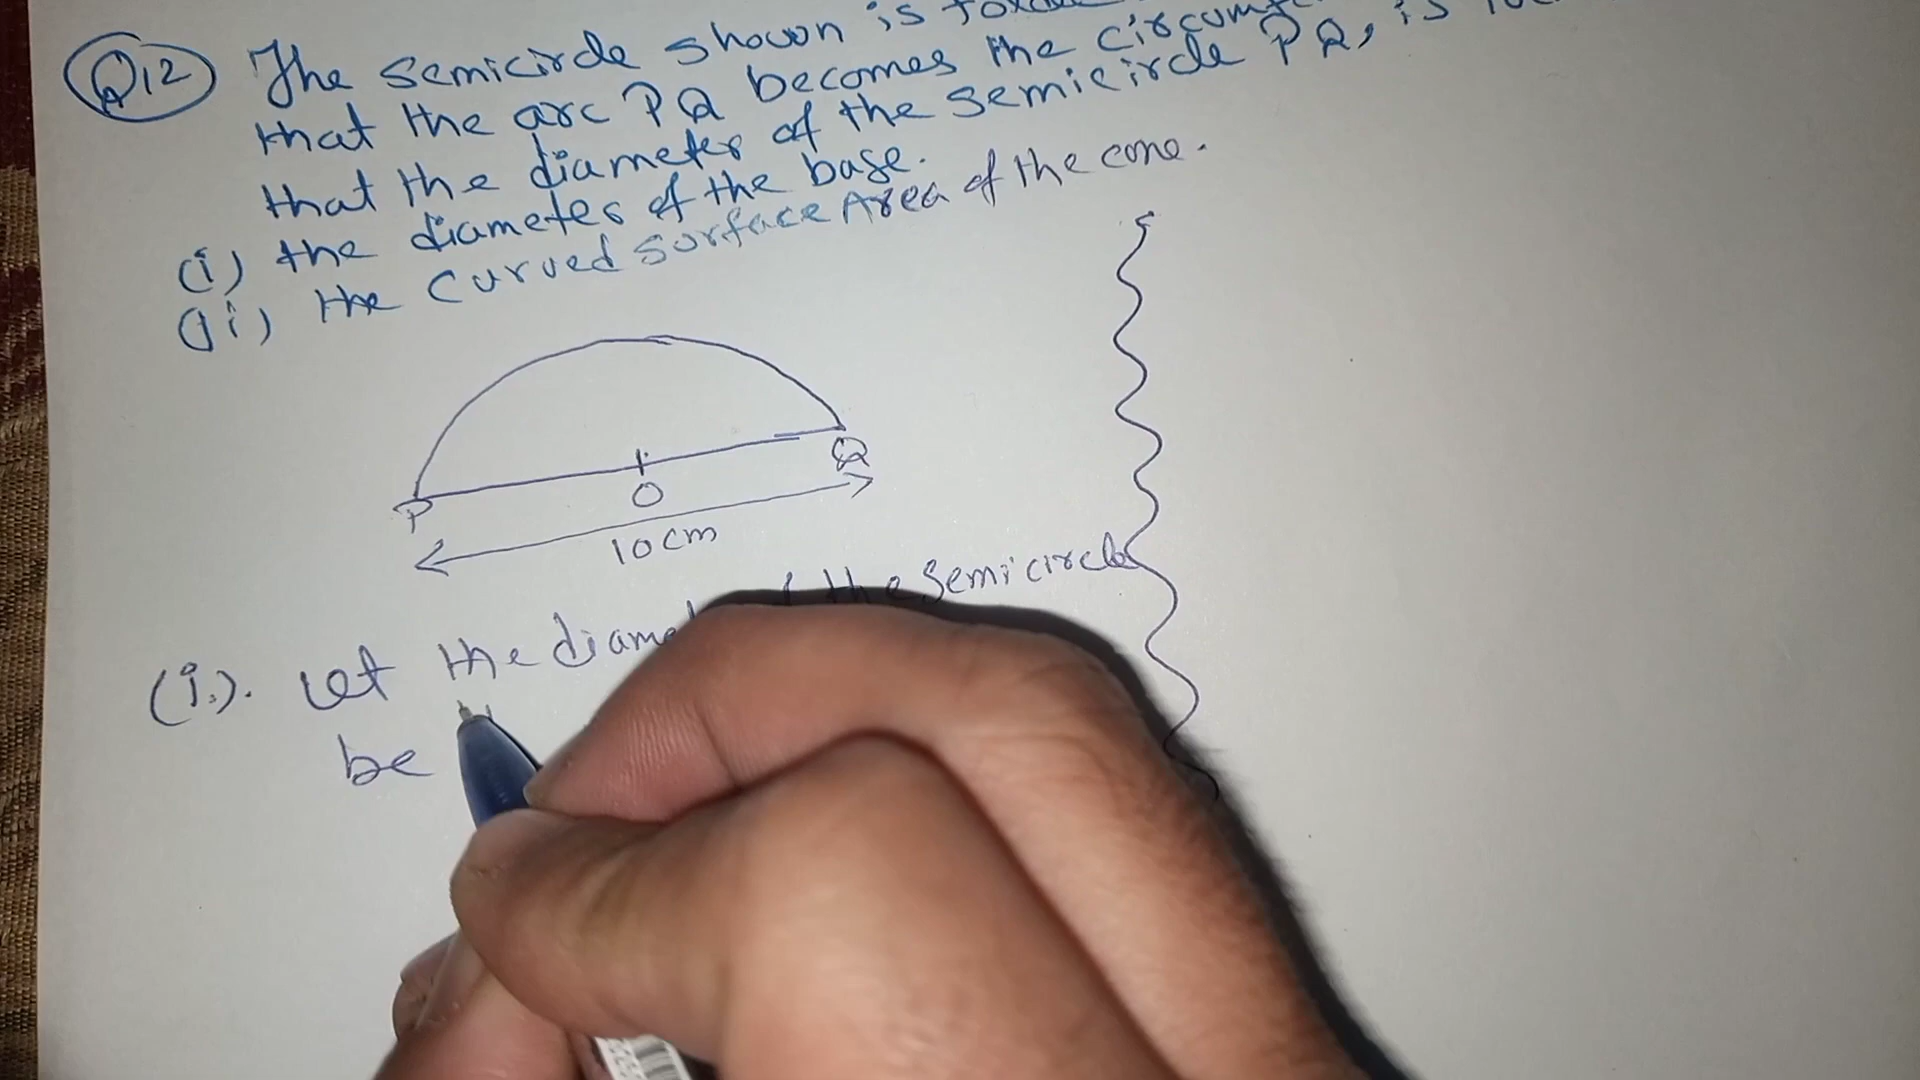 Q12 The semicircle shown is
that the arc PQ becomes the
that the diameter of the semicircle PQ, is
(i) the diameter of the base.
(ii) the curved surface Area of the cone.
P
O
Q
10cm
(i). Let the the semicircle
be